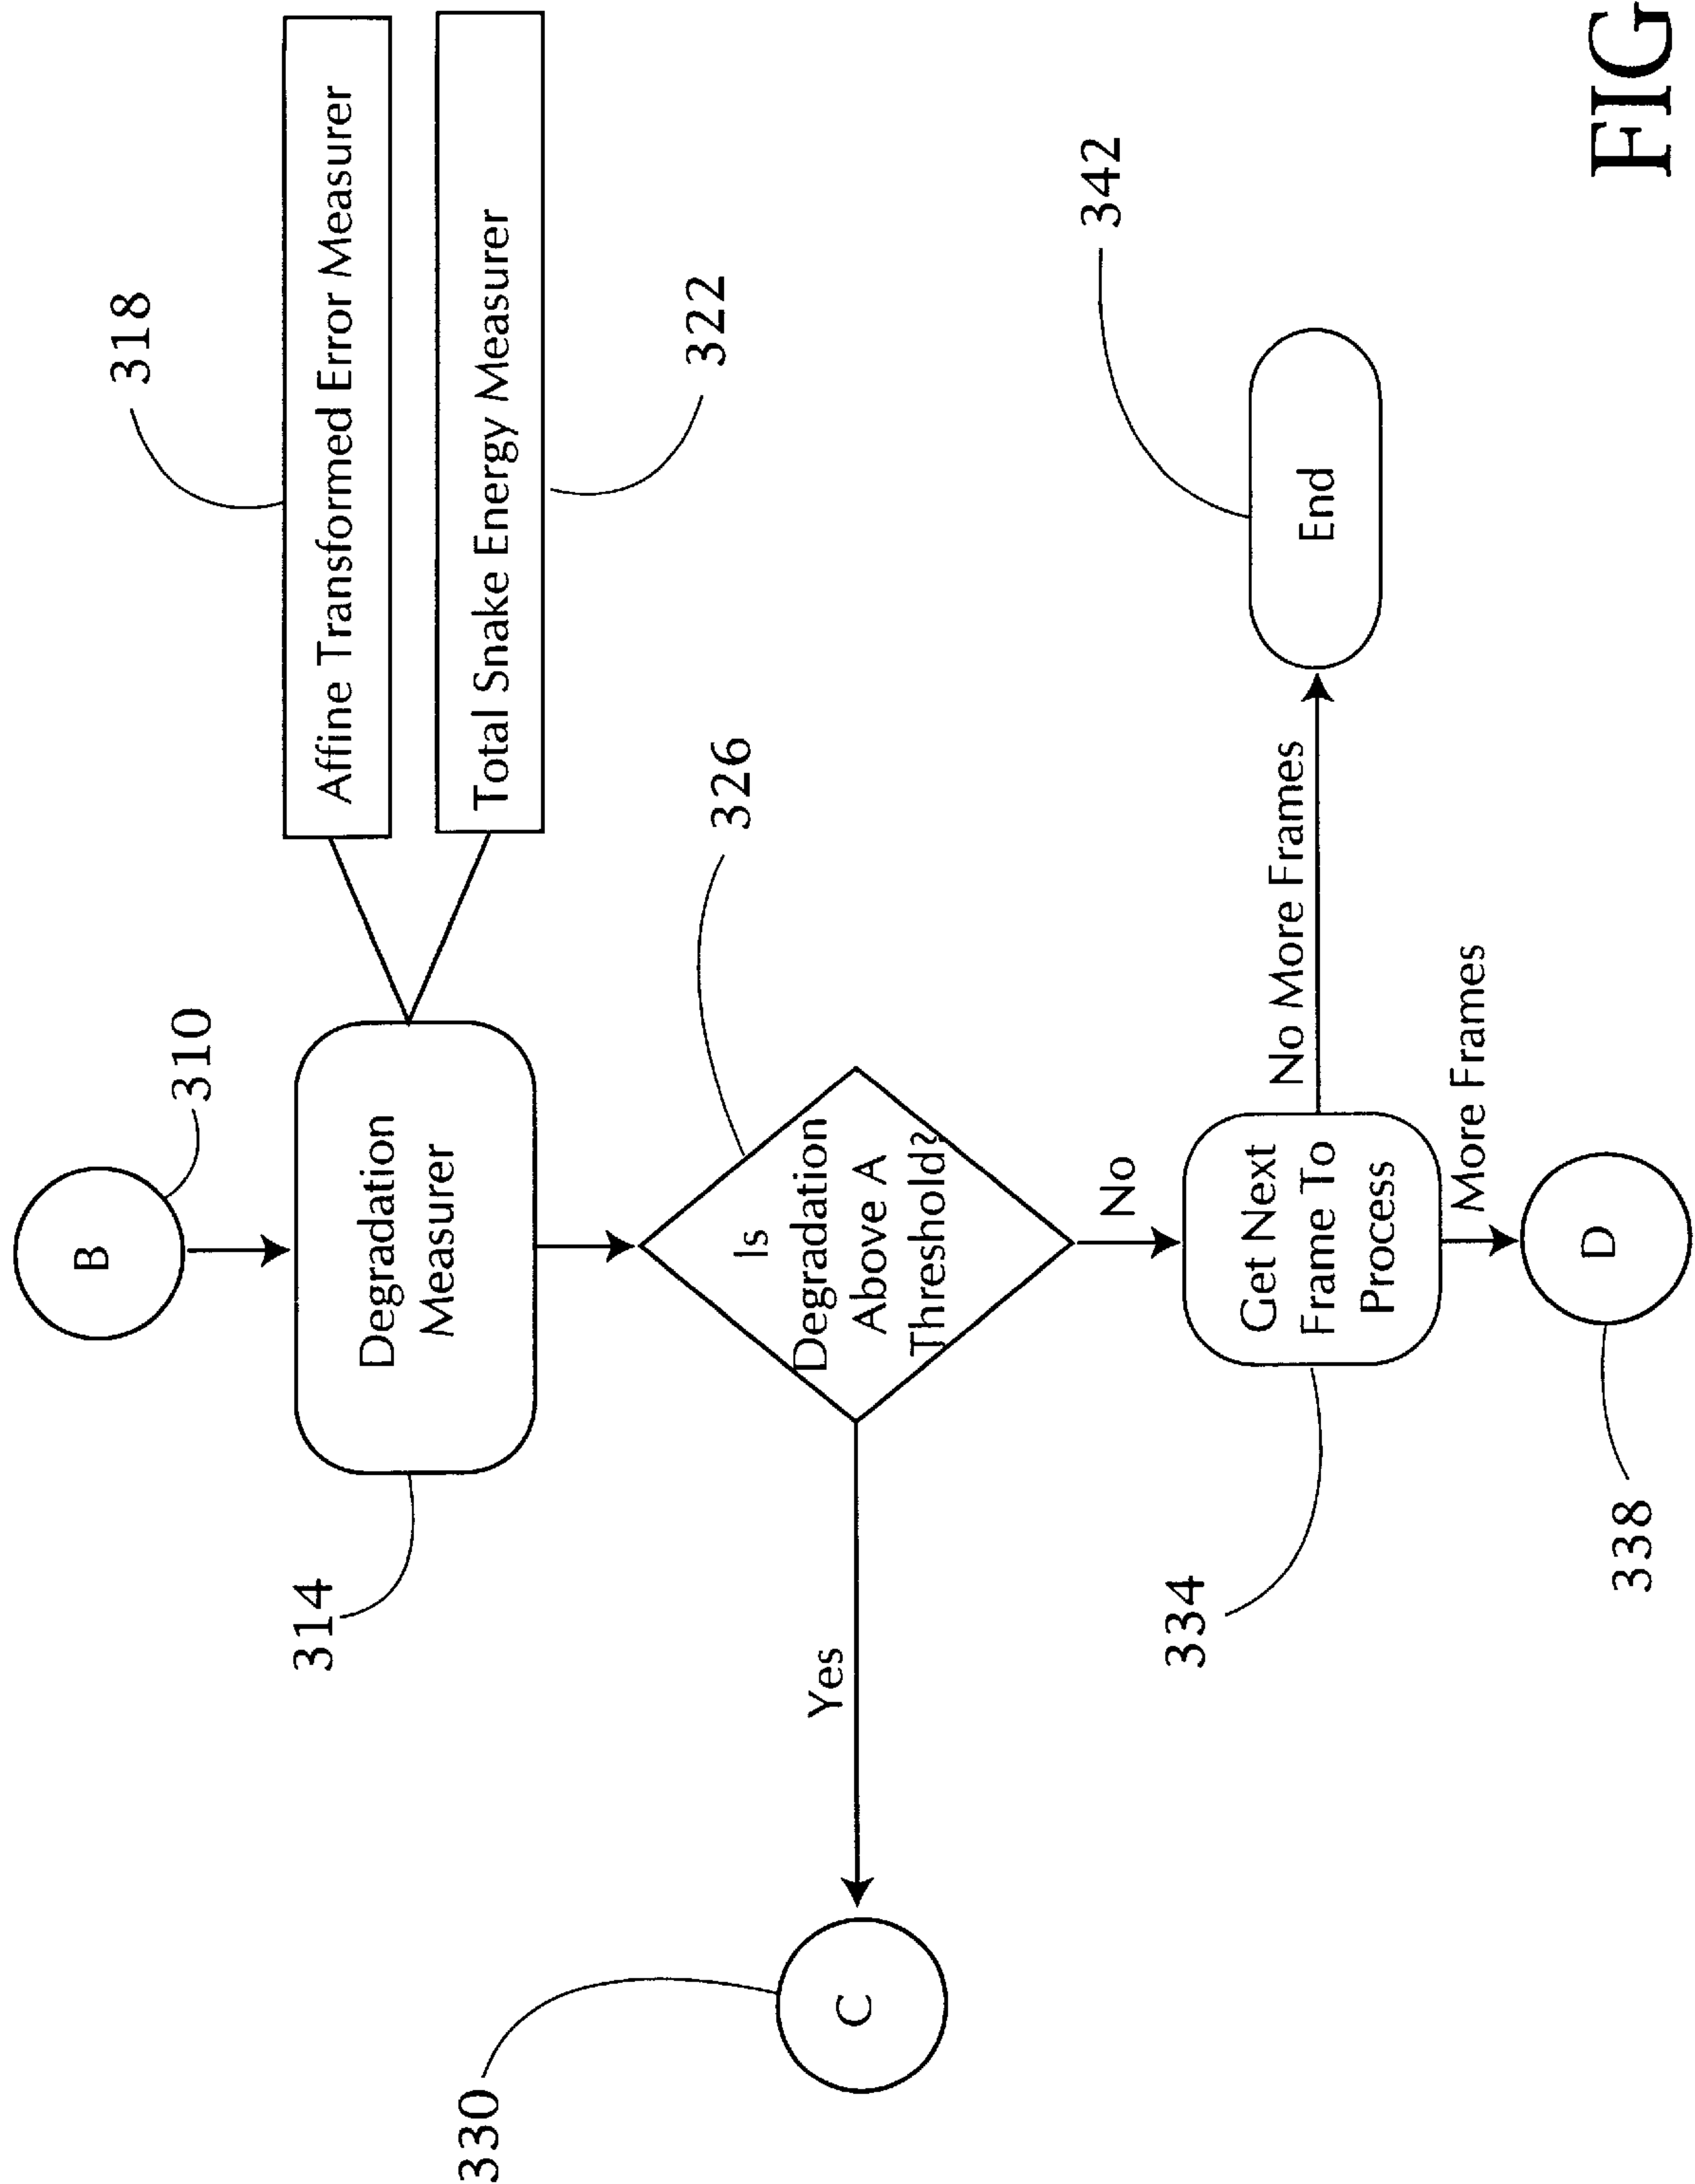 318
Affine Transformed Error Measurer
Total Snake Energy Measurer
322
B
310
Degradation
Measurer
314
326
Is
Degradation
Above A
Threshold?
Yes
C
330
No
Get Next
Frame To
Process
334
No More Frames
End
342
More Frames
D
338
FIG